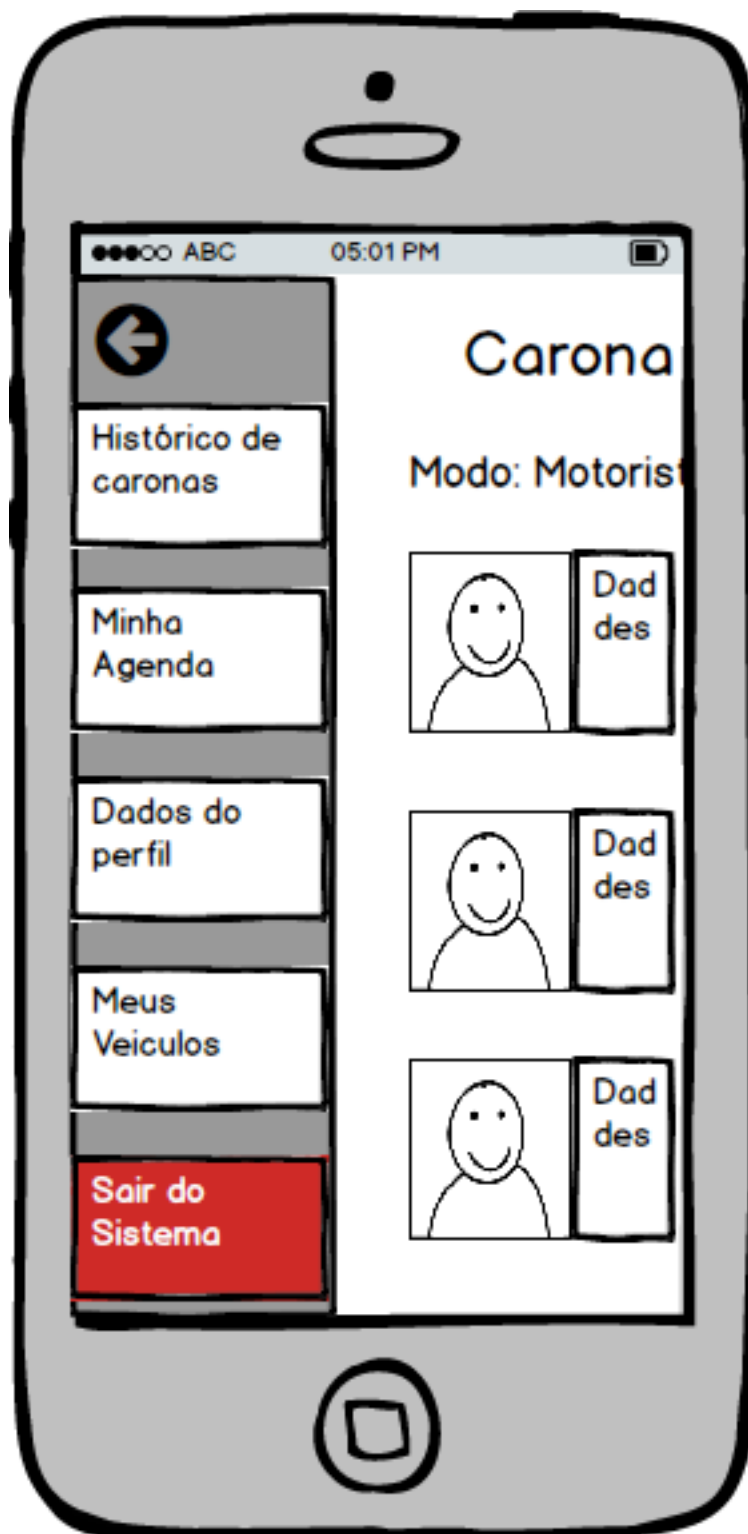 ABC 05:01 PM
Carona
Modo: Motorist
Histórico de
caronas
Minha
Agenda
Dados do
perfil
Meus
Veiculos
Sair do
Sistema
Dad
des
Dad
des
Dad
des